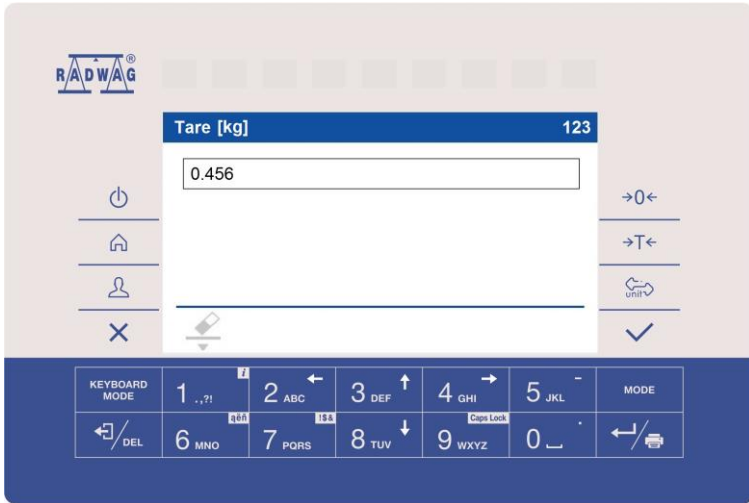 RADWAG®
Tare [kg] 123
0.456
→0←
→T←
unit
KEYBOARD MODE
1 .,?! i
2 ABC ←
3 DEF ↑
4 GHI →
5 JKL -
MODE
/DEL
6 MNO ąêñ
7 PQRS !$&
8 TUV ↓
9 WXYZ Caps Lock
0 .